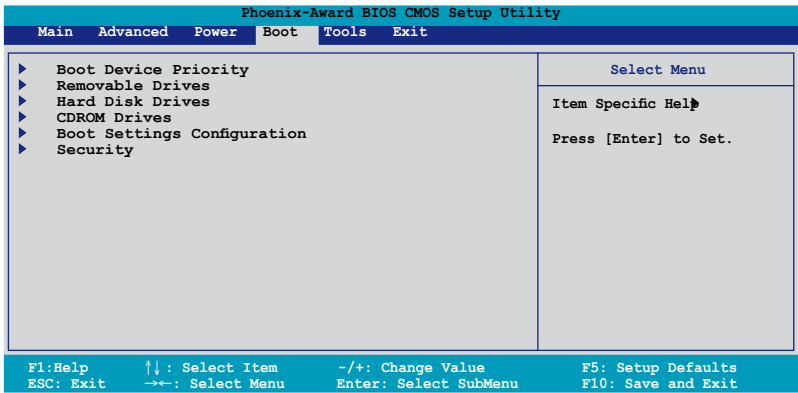 Phoenix-Award BIOS CMOS Setup Utility
Main Advanced Power Boot Tools Exit
Boot Device Priority
Removable Drives
Hard Disk Drives
CDROM Drives
Boot Settings Configuration
Security
Select Menu
Item Specific Help
Press [Enter] to Set.
F1:Help ↑↓: Select Item -/+: Change Value F5: Setup Defaults
ESC: Exit →←: Select Menu Enter: Select SubMenu F10: Save and Exit